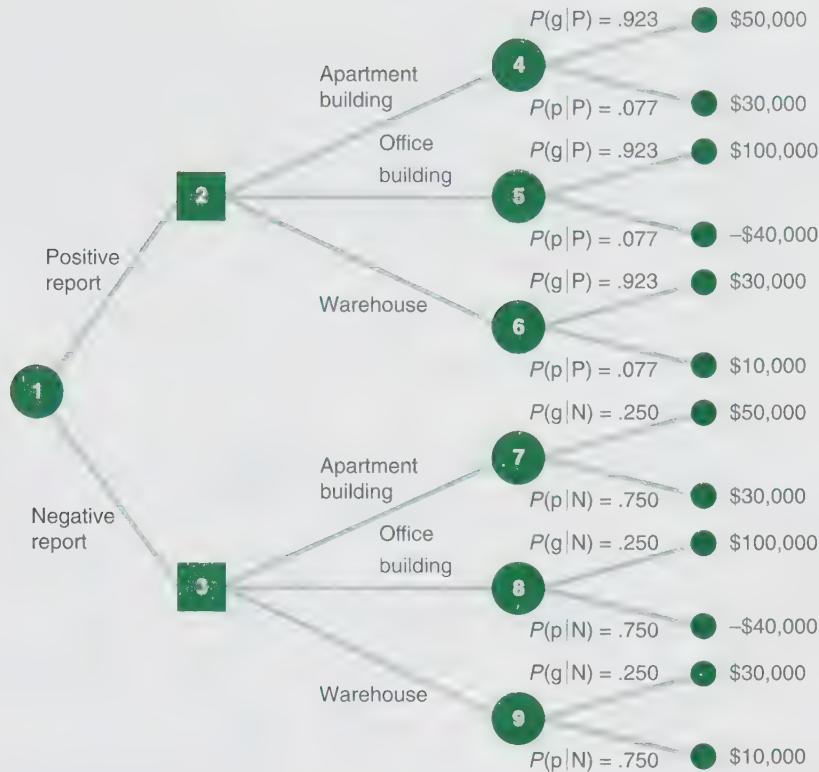 P(g|P) = .923
$50,000
4
Apartment
building
P(p|P) = .077
$30,000
Office
building
P(g|P) = .923
$100,000
2
5
P(p|P) = .077
–$40,000
Positive
report
P(g|P) = .923
$30,000
Warehouse
6
P(p|P) = .077
$10,000
1
P(g|N) = .250
$50,000
7
Apartment
building
P(p|N) = .750
$30,000
Negative
report
Office
building
P(g|N) = .250
$100,000
3
8
P(p|N) = .750
–$40,000
P(g|N) = .250
$30,000
Warehouse
9
P(p|N) = .750
$10,000